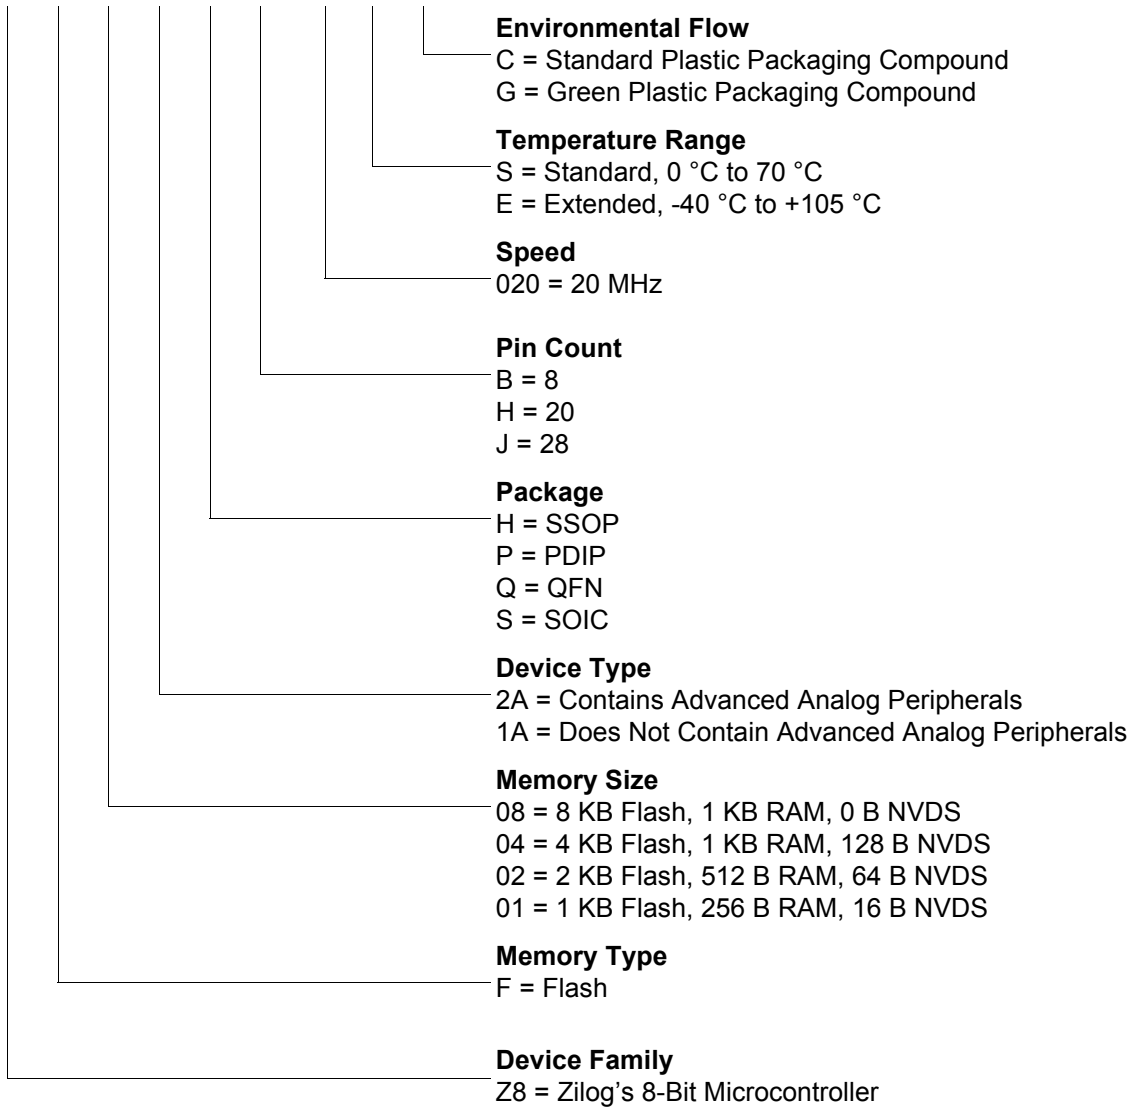 Environmental Flow
C = Standard Plastic Packaging Compound
G = Green Plastic Packaging Compound
Temperature Range
S = Standard, 0 °C to 70 °C
E = Extended, -40 °C to +105 °C
Speed
020 = 20 MHz
Pin Count
B = 8
H = 20
J = 28
Package
H = SSOP
P = PDIP
Q = QFN
S = SOIC
Device Type
2A = Contains Advanced Analog Peripherals
1A = Does Not Contain Advanced Analog Peripherals
Memory Size
08 = 8 KB Flash, 1 KB RAM, 0 B NVDS
04 = 4 KB Flash, 1 KB RAM, 128 B NVDS
02 = 2 KB Flash, 512 B RAM, 64 B NVDS
01 = 1 KB Flash, 256 B RAM, 16 B NVDS
Memory Type
F = Flash
Device Family
Z8 = Zilog’s 8-Bit Microcontroller